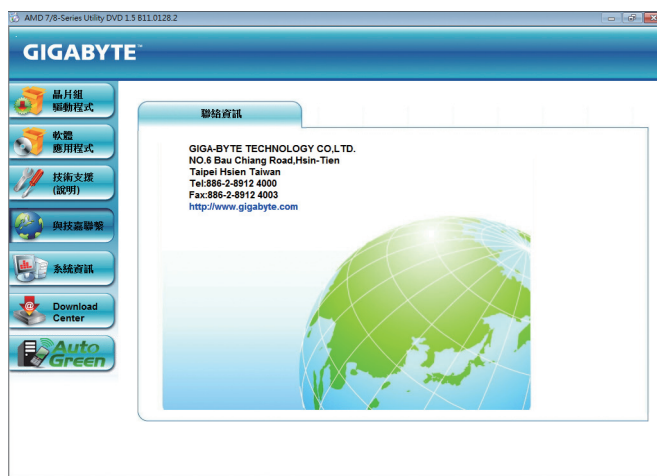 AMD 7/8-Series Utility DVD 1.5 B11.0128.2
GIGABYTE™
晶片組
驅動程式
軟體
應用程式
技術支援
(說明)
與技嘉聯繫
系統資訊
Download
Center
Auto
Green
聯絡資訊
GIGA-BYTE TECHNOLOGY CO,LTD.
NO.6 Bau Chiang Road,Hsin-Tien
Taipei Hsien Taiwan
Tel:886-2-8912 4000
Fax:886-2-8912 4003
http://www.gigabyte.com